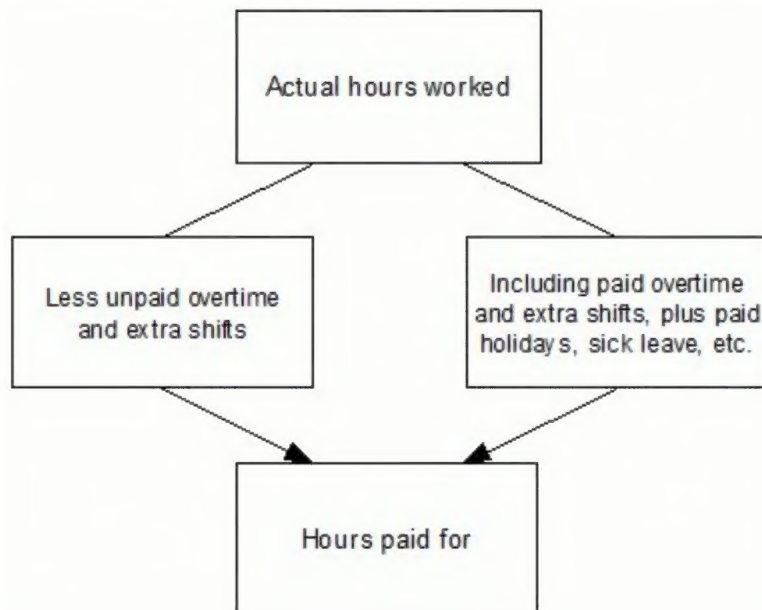 Actual hours worked
Less unpaid overtime
and extra shifts
Including paid overtime
and extra shifts, plus paid
holidays, sick leave, etc.
Hours paid for